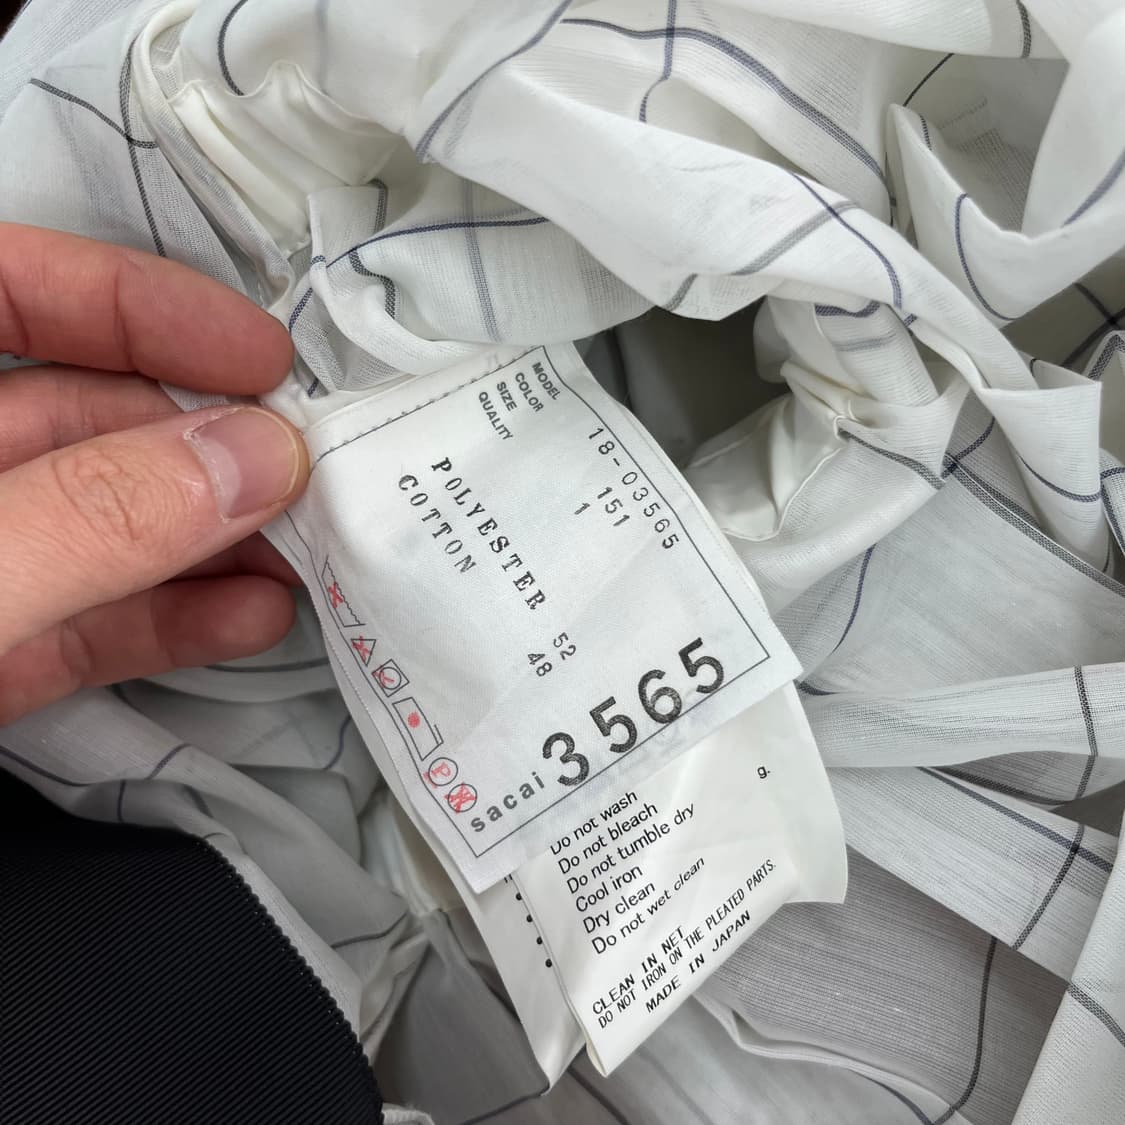 MODEL 18-03565
COLOR 151
SIZE 1
QUALITY
POLYESTER 52
COTTON 48
P
W
sacai 3565
g.
Do not wash
Do not bleach
Do not tumble dry
Cool iron
Dry clean
Do not wet clean
CLEAN IN NET
DO NOT IRON ON THE PLEATED PARTS.
MADE IN JAPAN